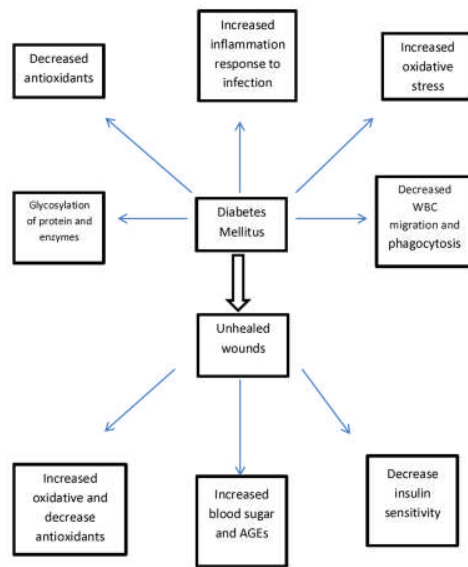 Decreased
antioxidants
Increased
inflammation
response to
infection
Increased
oxidative
stress
Glycosylation
of protein and
enzymes
Diabetes
Mellitus
Decreased
WBC
migration and
phagocytosis
Unhealed
wounds
Increased
oxidative and
decrease
antioxidants
Increased
blood sugar
and AGEs
Decrease
insulin
sensitivity